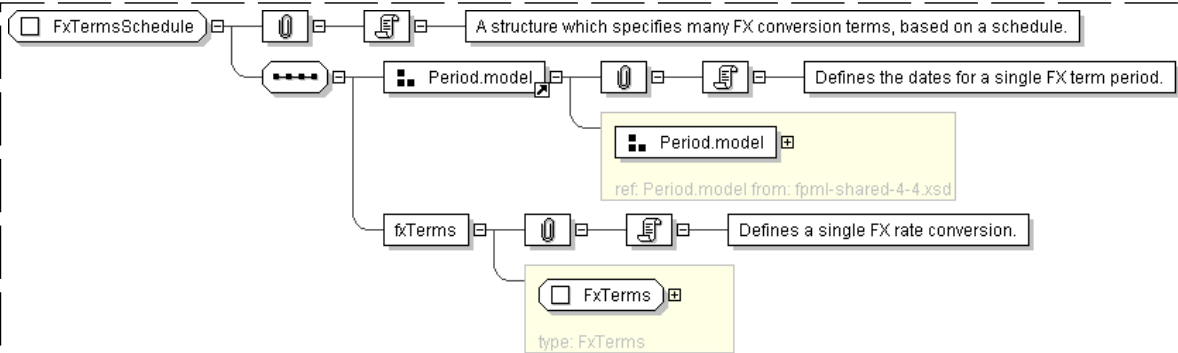 FxTermsSchedule
A structure which specifies many FX conversion terms, based on a schedule.
Period.model
Defines the dates for a single FX term period.
Period.model
ref: Period.model from: fpml-shared-4-4.xsd
fxTerms
Defines a single FX rate conversion.
FxTerms
type: FxTerms